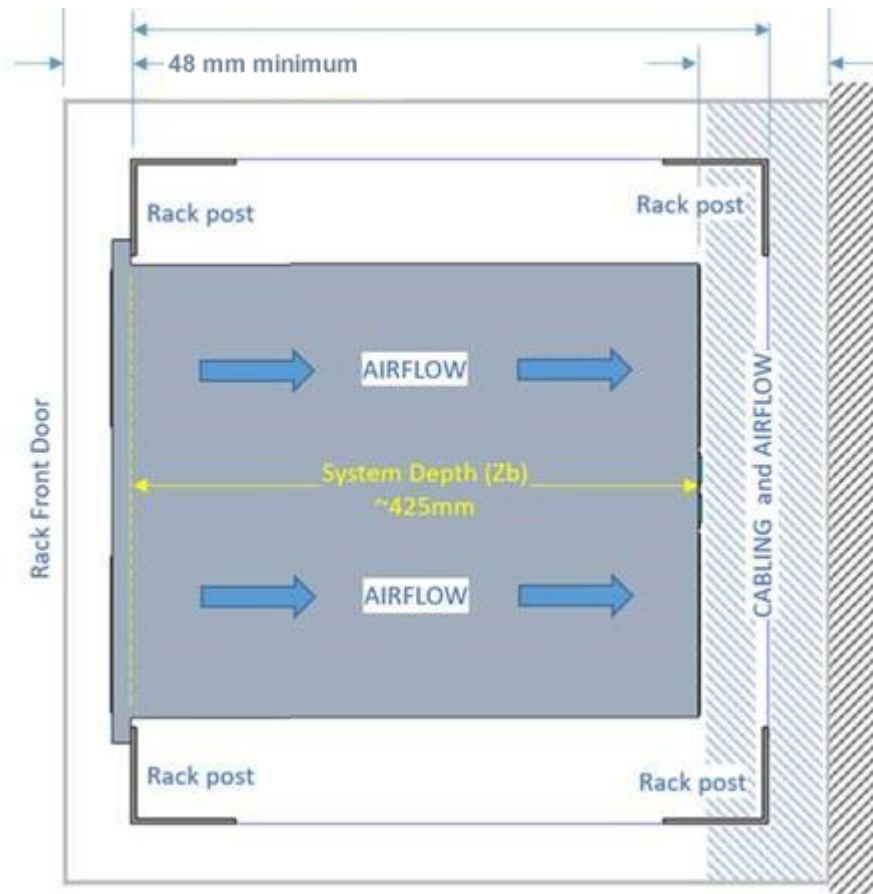 48 mm minimum
Rack post
Rack post
AIRFLOW
Rack Front Door
System Depth (Zb)
~425mm
CABLING and AIRFLOW
AIRFLOW
Rack post
Rack post